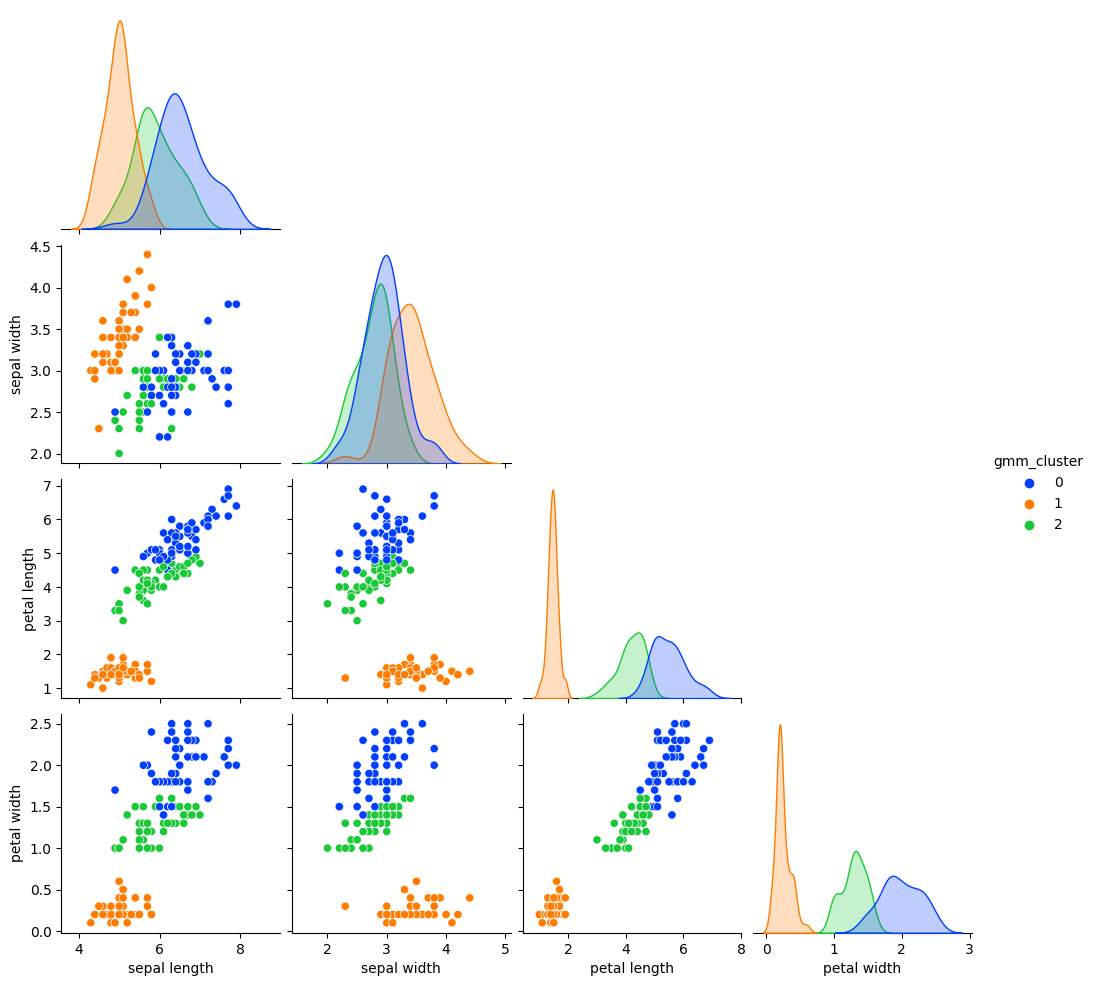 4.5
4.0
3.5
3.0
2.5
2.0
sepal width
7
6
5
4
3
2
1
petal length
2.5
2.0
1.5
1.0
0.5
0.0
petal width
4 6 8
sepal length
2 3 4 5
sepal width
2 4 6 8
petal length
0 1 2 3
petal width
gmm_cluster
0
1
2